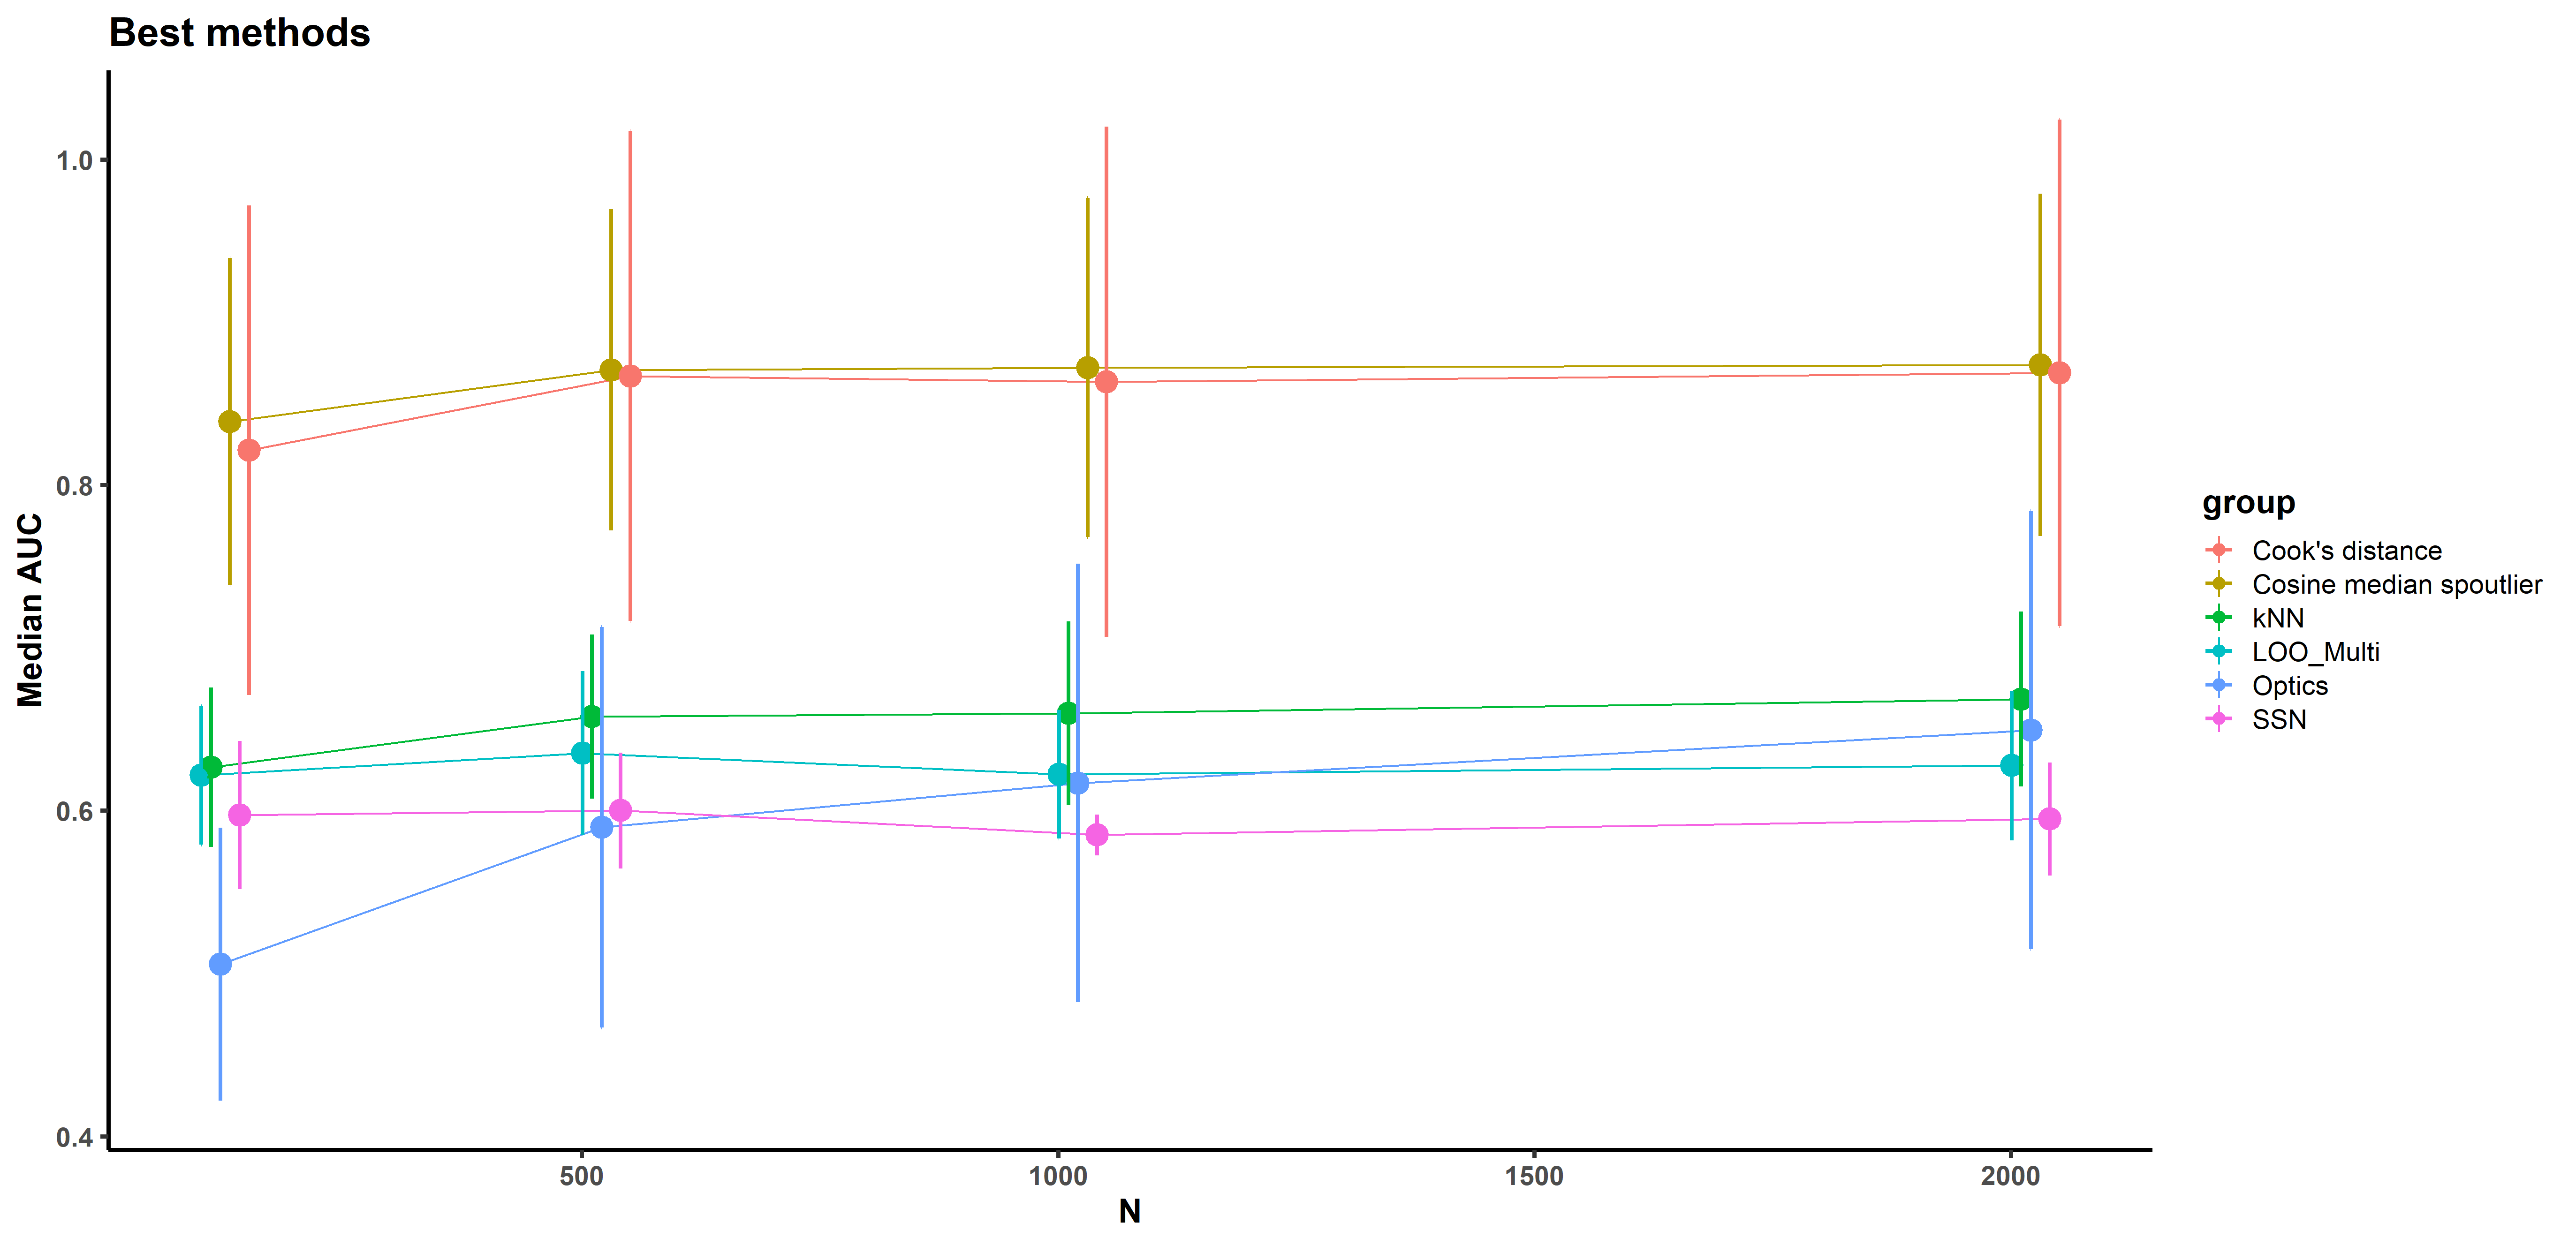 Best methods
Median AUC
1.0
0.8
0.6
0.4
500
1000
1500
2000
N
group
Cook's distance
Cosine median spoutlier
kNN
LOO_Multi
Optics
SSN